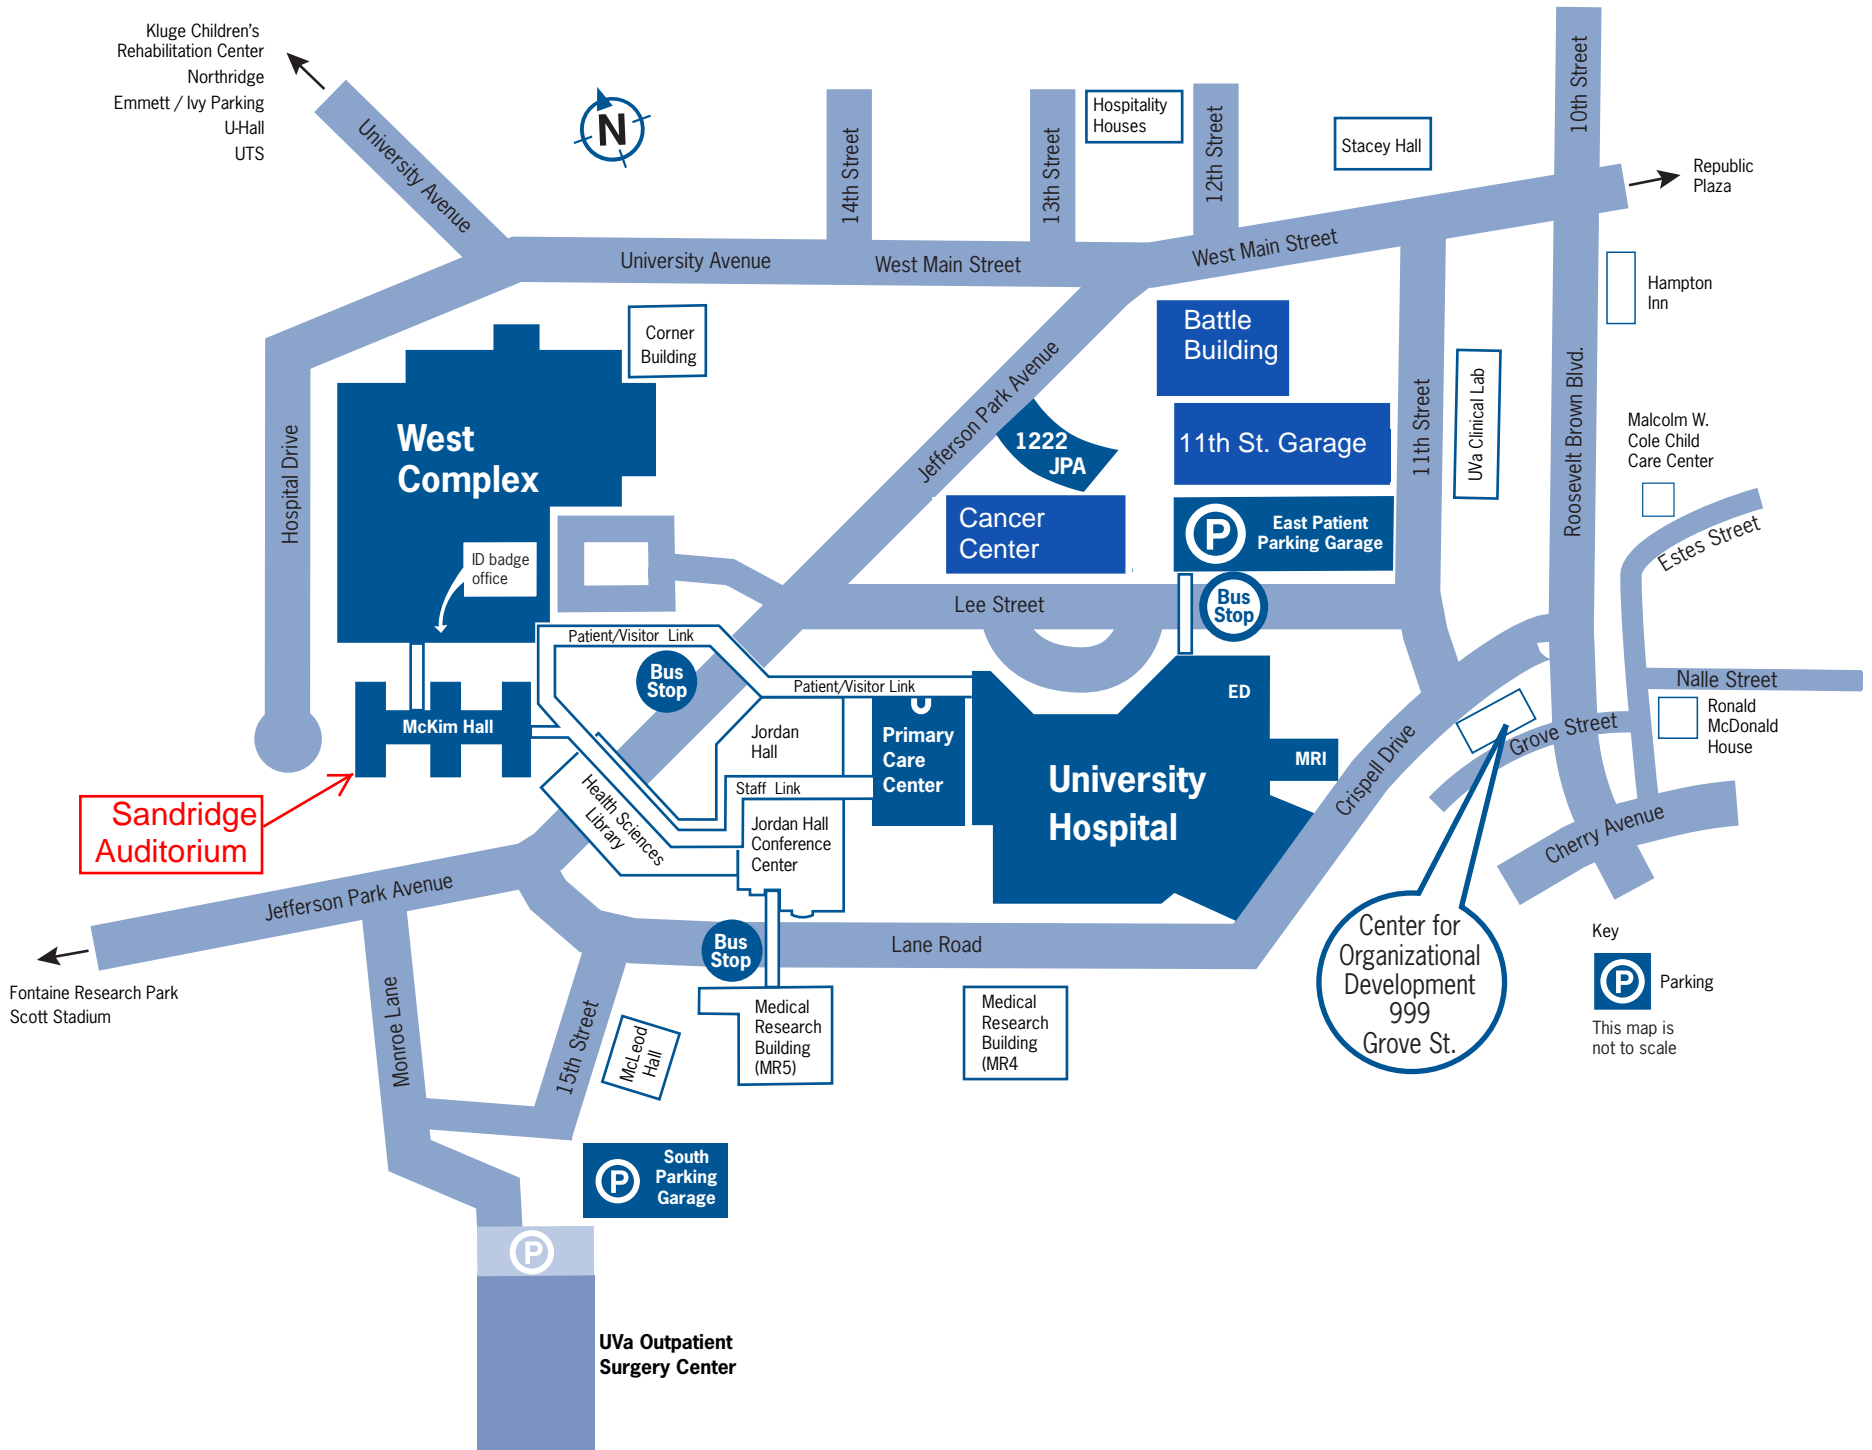 Kluge Children's
Rehabilitation Center
Northridge
Emmett / Ivy Parking
U-Hall
UTS
University Avenue
N
14th Street
13th Street
Hospitality
Houses
12th Street
Stacey Hall
10th Street
Republic
Plaza
University Avenue
West Main Street
West Main Street
Hampton
Inn
Corner
Building
Battle
Building
Jefferson Park Avenue
11th Street
UVa Clinical Lab
Roosevelt Brown Blvd.
Malcolm W.
Cole Child
Care Center
Hospital Drive
West
Complex
1222
JPA
11th St. Garage
Cancer
Center
P
East Patient
Parking Garage
Estes Street
ID badge
office
Lee Street
Bus
Stop
Patient/Visitor Link
Bus
Stop
Patient/Visitor Link
ED
Nalle Street
Ronald
McDonald
House
Grove Street
McKim Hall
Jordan
Hall
Primary
Care
Center
MRI
University
Hospital
Crispell Drive
Staff Link
Health Sciences
Library
Sandridge
Auditorium
Jordan Hall
Conference
Center
Cherry Avenue
Jefferson Park Avenue
Bus
Stop
Lane Road
Center for
Organizational
Development
999
Grove St.
Key
P
Parking
This map is
not to scale
Fontaine Research Park
Scott Stadium
Monroe Lane
15th Street
McLeod
Hall
Medical
Research
Building
(MR5)
Medical
Research
Building
(MR4
P
South
Parking
Garage
P
UVa Outpatient
Surgery Center